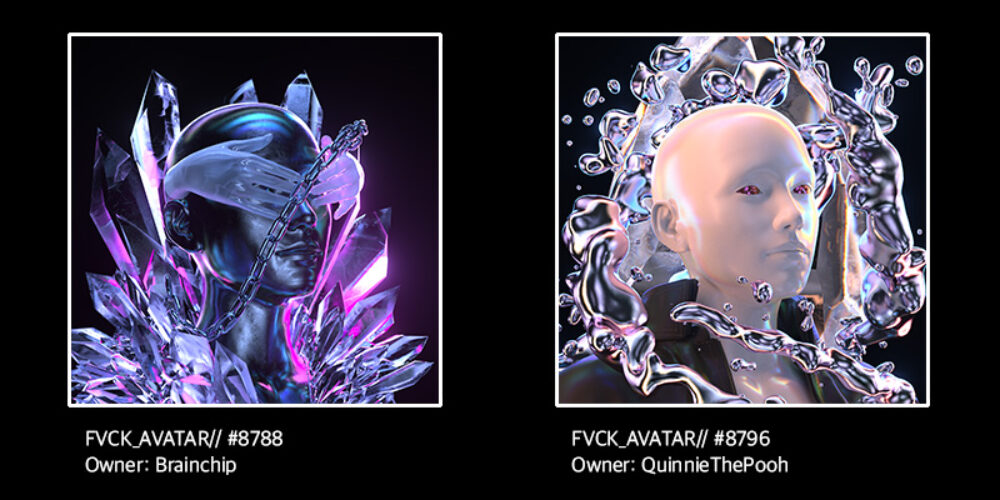 FVCK_AVATAR// #8788
Owner: Brainchip
FVCK_AVATAR// #8796
Owner: QuinnieThePooh